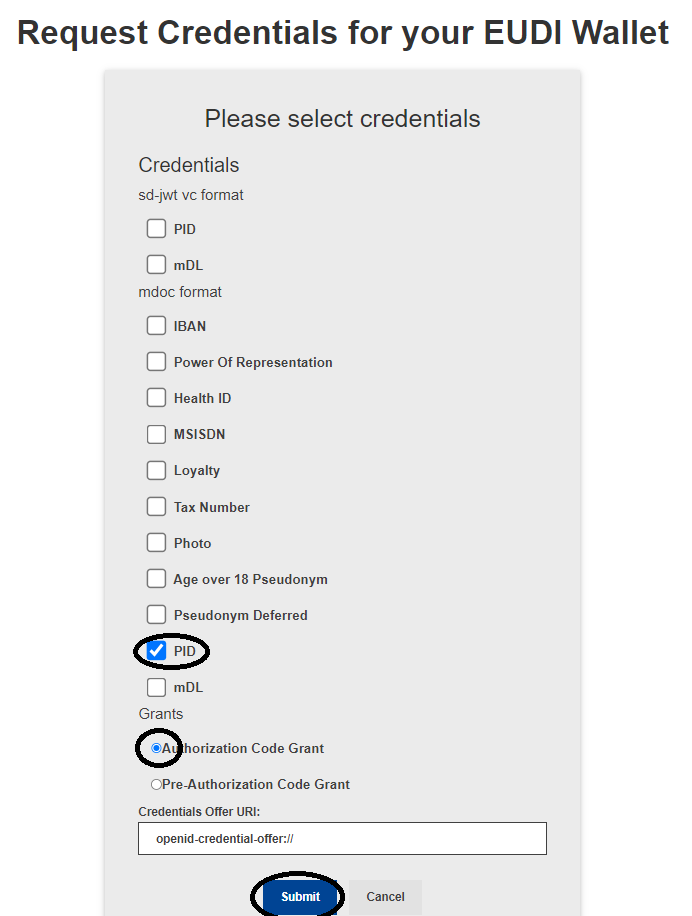 Request Credentials for your EUDI Wallet
Please select credentials
Credentials
sd-jwt vc format
PID
mDL
mdoc format
IBAN
Power Of Representation
Health ID
MSISDN
Loyalty
Tax Number
Photo
Age over 18 Pseudonym
Pseudonym Deferred
PID
mDL
Grants
Authorization Code Grant
Pre-Authorization Code Grant
Credentials Offer URI:
openid-credential-offer://
Submit Cancel